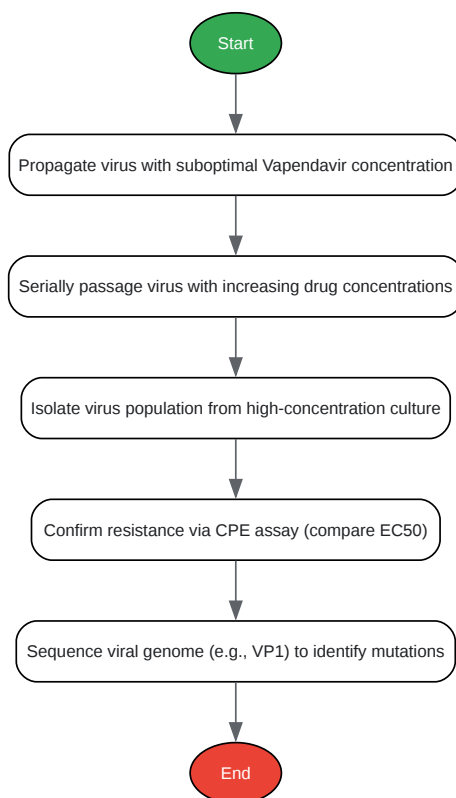 Start
Propagate virus with suboptimal Vapendavir concentration
Serially passage virus with increasing drug concentrations
Isolate virus population from high-concentration culture
Confirm resistance via CPE assay (compare EC50)
Sequence viral genome (e.g., VP1) to identify mutations
End